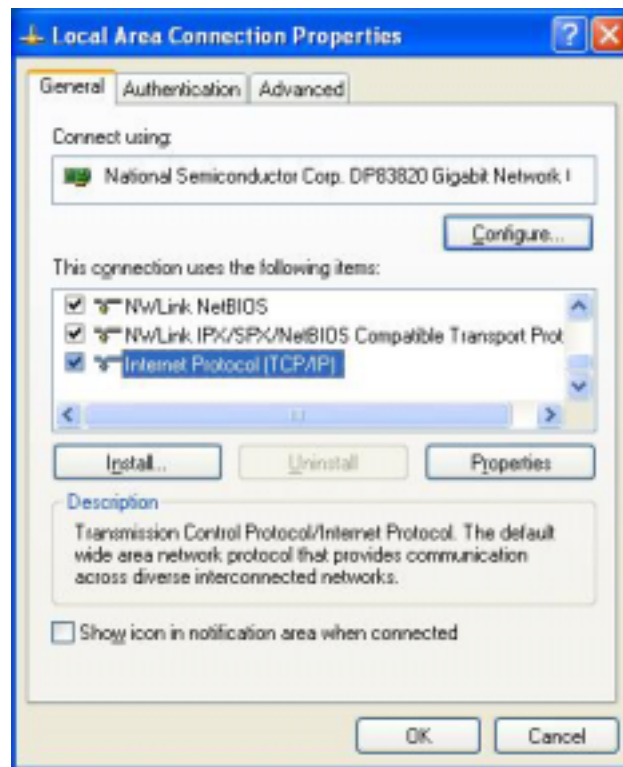 Local Area Connection Properties
General Authentication Advanced
Connect using:
National Semiconductor Corp. DP83820 Gigabit Network
Configure...
This connection uses the following items:
NWLink NetBIOS
NWLink IPX/SPX/NetBIOS Compatible Transport Prot
Internet Protocol (TCP/IP)
Install... Uninstall Properties
Description
Transmission Control Protocol/Internet Protocol. The default
wide area network protocol that provides communication
across diverse interconnected networks.
Show icon in notification area when connected
OK Cancel